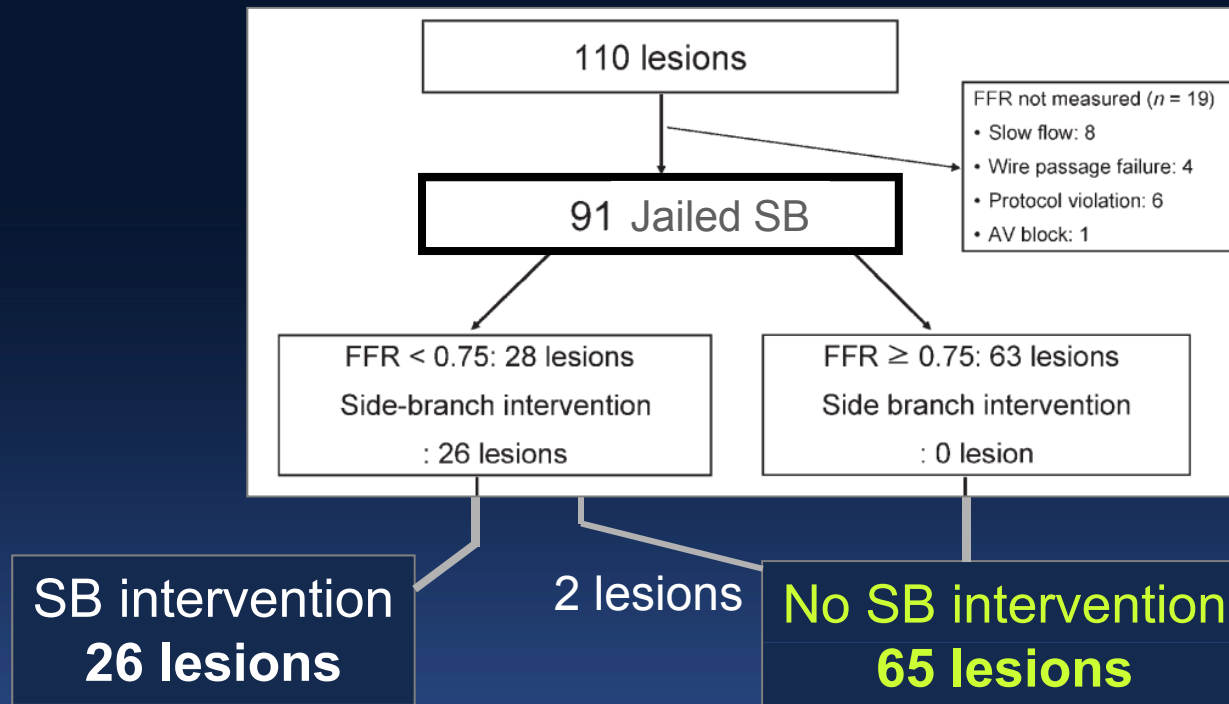 110 lesions
FFR not measured (n = 19)
• Slow flow: 8
• Wire passage failure: 4
• Protocol violation: 6
• AV block: 1
91 Jailed SB
FFR < 0.75: 28 lesions
Side-branch intervention
: 26 lesions
FFR ≥ 0.75: 63 lesions
Side branch intervention
: 0 lesion
SB intervention
26 lesions
2 lesions
No SB intervention
65 lesions